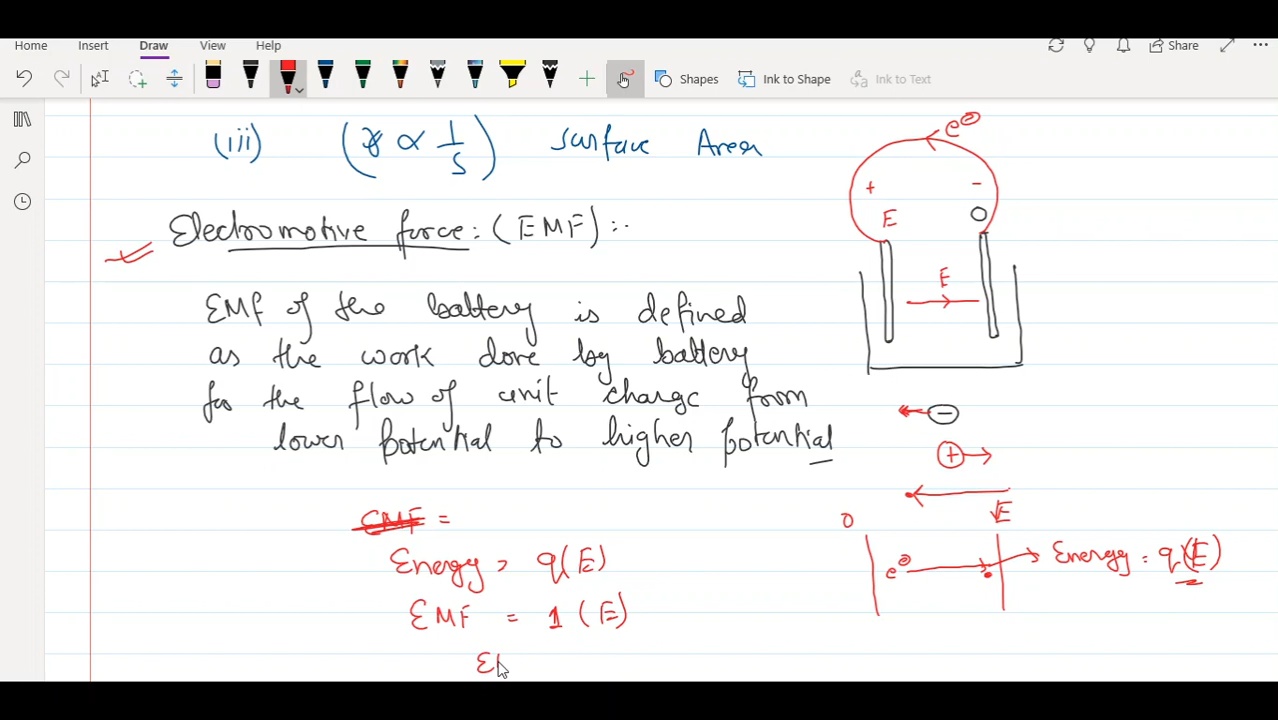 Home Insert Draw View Help
Share
Shapes Ink to Shape Ink to Text
(iii) (r ∝ 1/s) surface Area
Electromotive force: (EMF):-
EMF of the battery is defined
as the work done by battery
for the flow of unit charge from
lower potential to higher potential
EMF =
Energy = q(E)
EMF = 1 (E)
e⊖
+ -
E O
E
-
+
O E
e⊖ Energy = q(E)